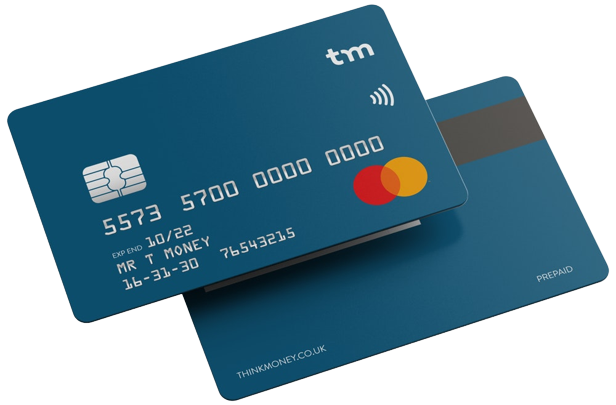 tm
5573 5700 0000 0000
EXP END 10/22
MR T MONEY
16-31-30 76543215
PREPAID
THINKMONEY.CO.UK